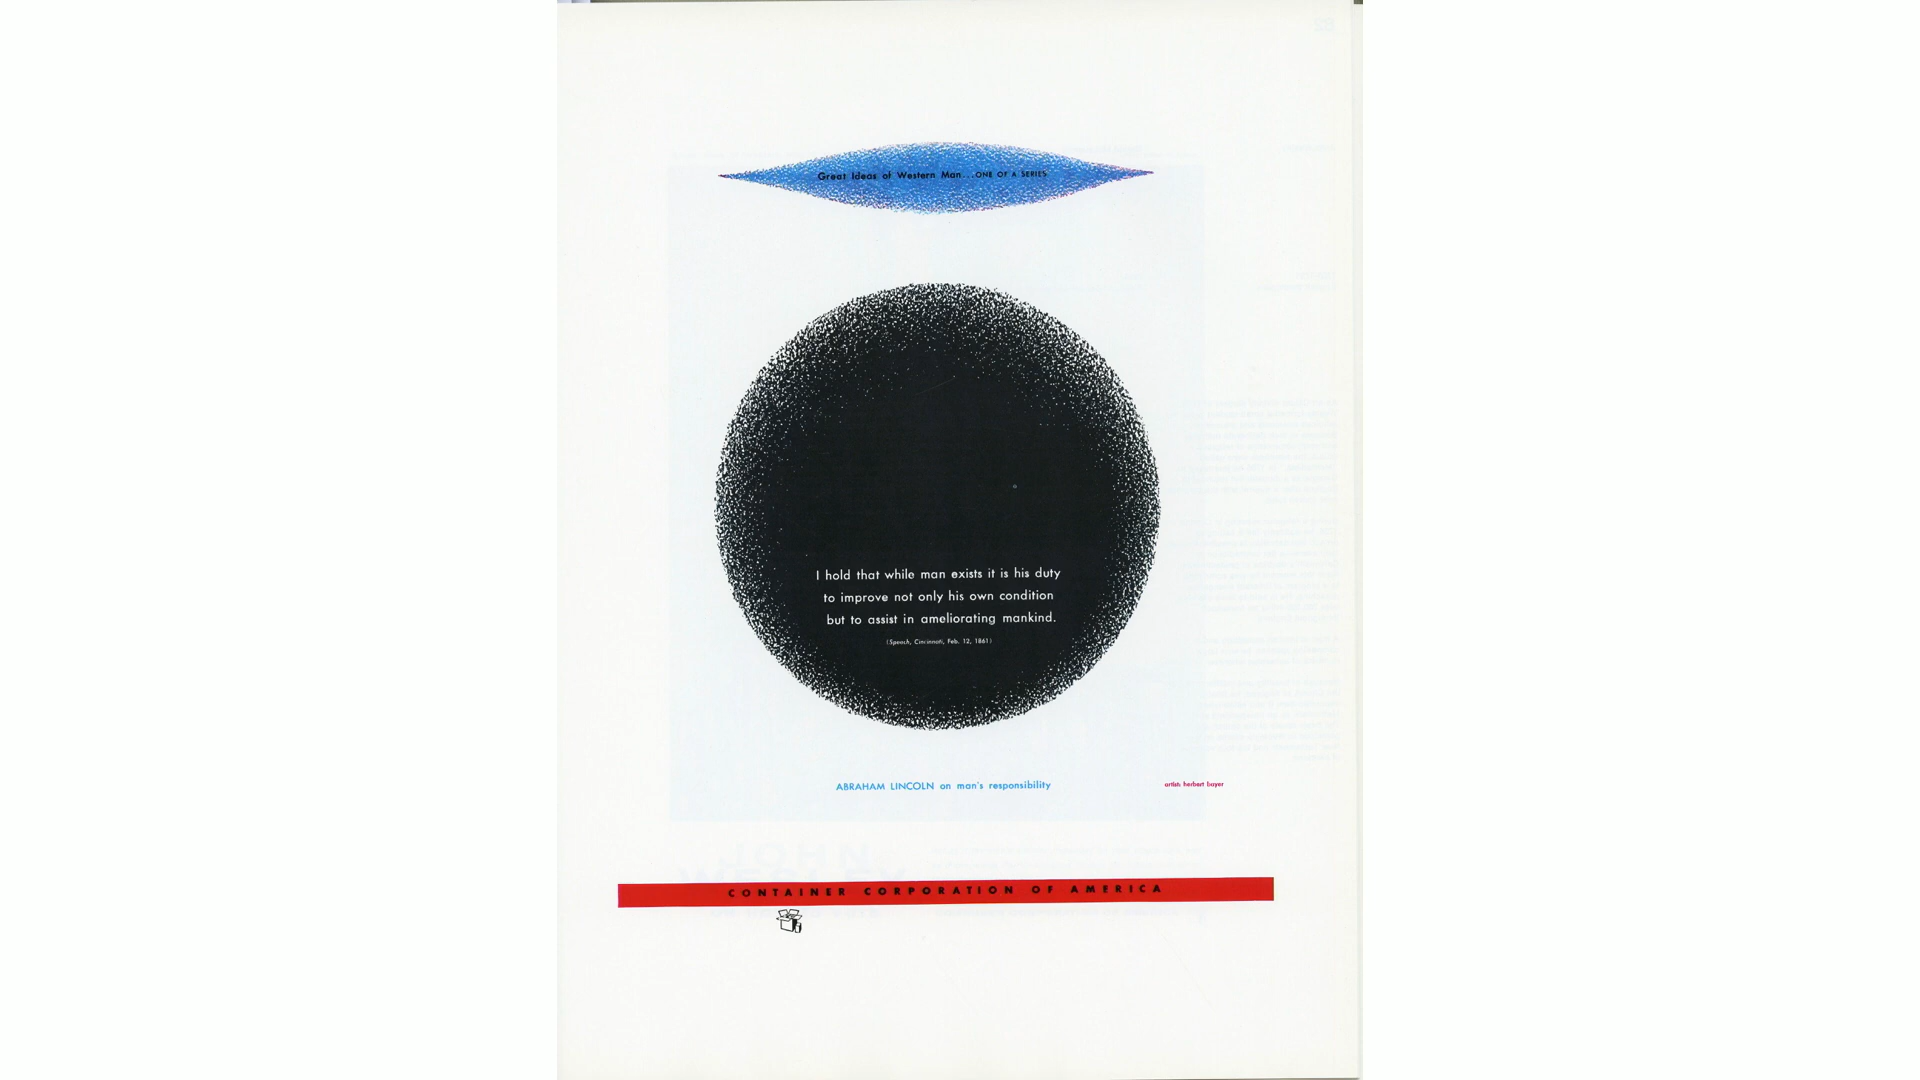 Great Ideas of Western Man...ONE OF A SERIES
I hold that while man exists it is his duty
to improve not only his own condition
but to assist in ameliorating mankind.
(Speech, Cincinnati, Feb. 12, 1861)
ABRAHAM LINCOLN on man's responsibility
artist: herbert bayer
CONTAINER CORPORATION OF AMERICA